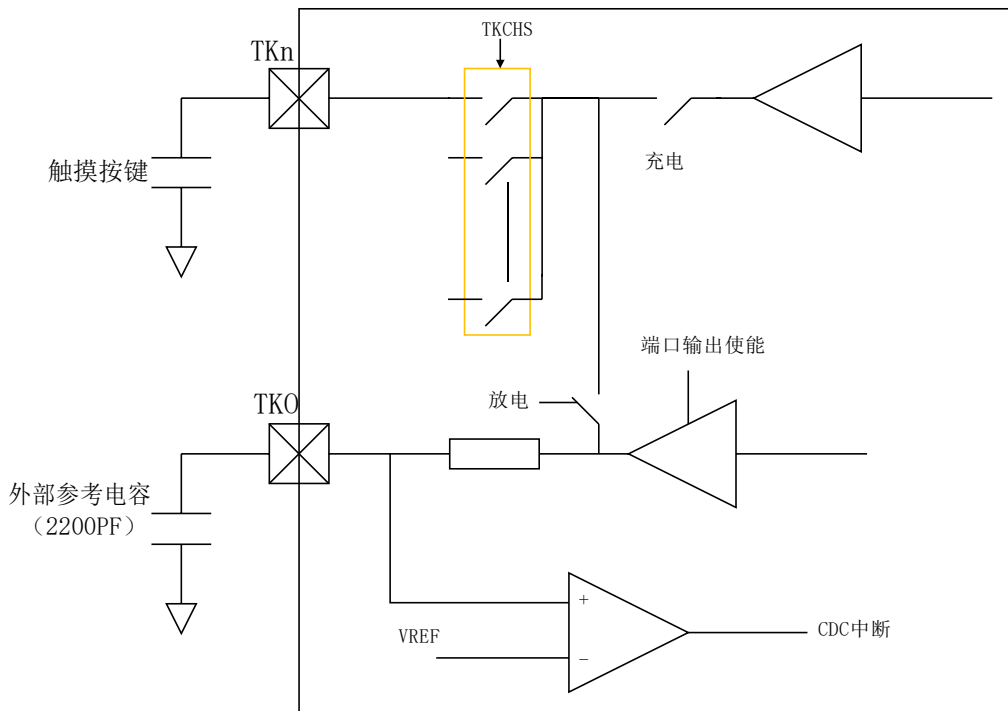 TKCHS
TKn
充电
触摸按键
端口输出使能
放电
TKO
外部参考电容
（2200PF）
+
VREF
−
CDC中断